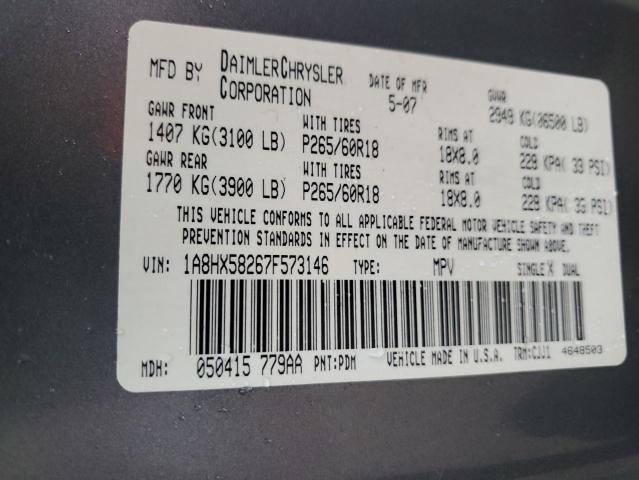 MFD BY DAIMLERCHRYSLER CORPORATION DATE OF MFR 5-07 GVWR 2949 KG(06500 LB)
GAWR FRONT WITH TIRES RIMS AT COLD
1407 KG(3100 LB) P265/60R18 18X8.0 229 KPA( 33 PSI)
GAWR REAR WITH TIRES RIMS AT COLD
1770 KG(3900 LB) P265/60R18 18X8.0 229 KPA( 33 PSI)
THIS VEHICLE CONFORMS TO ALL APPLICABLE FEDERAL MOTOR VEHICLE SAFETY AND THEFT
PREVENTION STANDARDS IN EFFECT ON THE DATE OF MANUFACTURE SHOWN ABOVE.
VIN: 1A8HX58267F573146 TYPE: MPV SINGLE X DUAL
MDH: 050415 779AA PNT:PDM VEHICLE MADE IN U.S.A. TRM:CJJ1 4648503